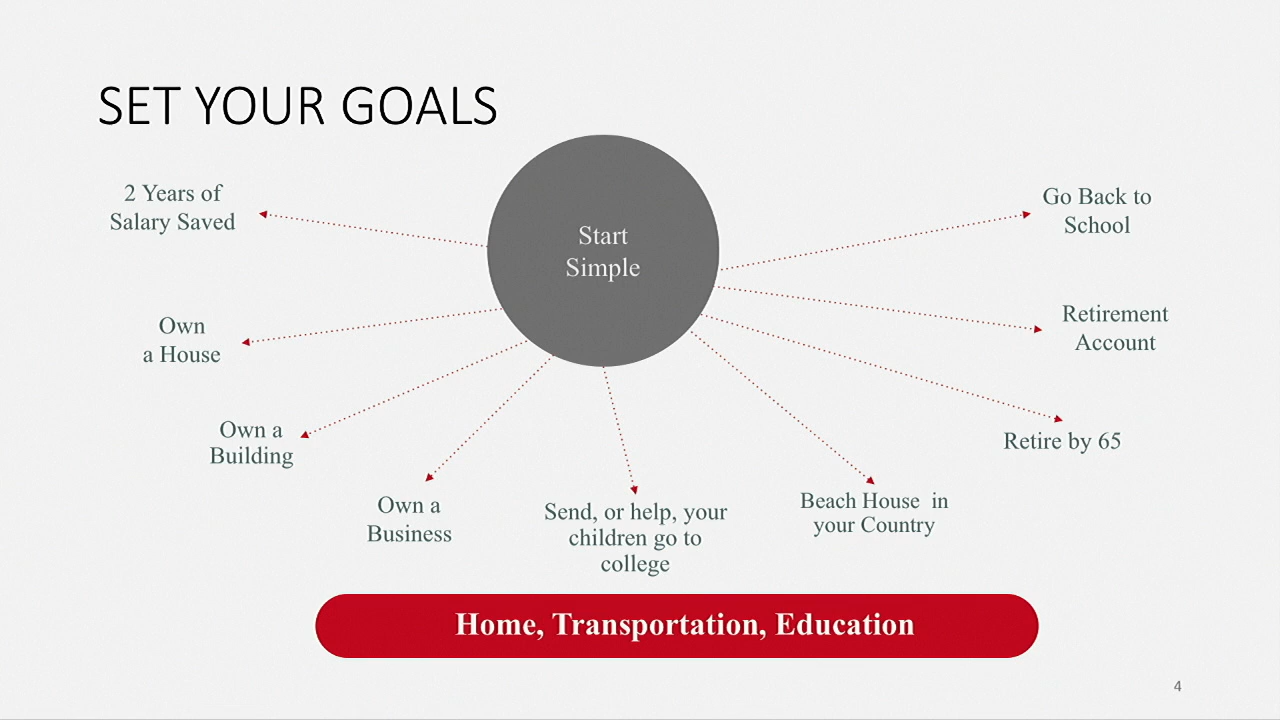 SET YOUR GOALS
Start
Simple
2 Years of
Salary Saved
Own
a House
Own a
Building
Own a
Business
Send, or help, your
children go to
college
Beach House  in
your Country
Retire by 65
Retirement
Account
Go Back to
School
Home, Transportation, Education
4